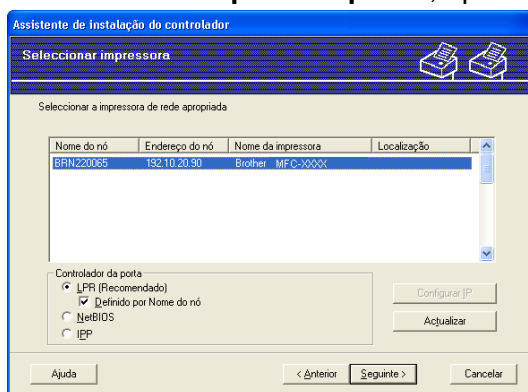 Assistente de instalação do controlador
Seleccionar impressora
Seleccionar a impressora de rede apropriada
Nome do nó Endereço do nó Nome da impressora Localização
BRN220065 192.10.20.90 Brother MFC-XXXX
Controlador da porta
LPR (Recomendado)
Definido por Nome do nó
NetBIOS
IPP
Configurar IP
Actualizar
Ajuda < Anterior Seguinte > Cancelar